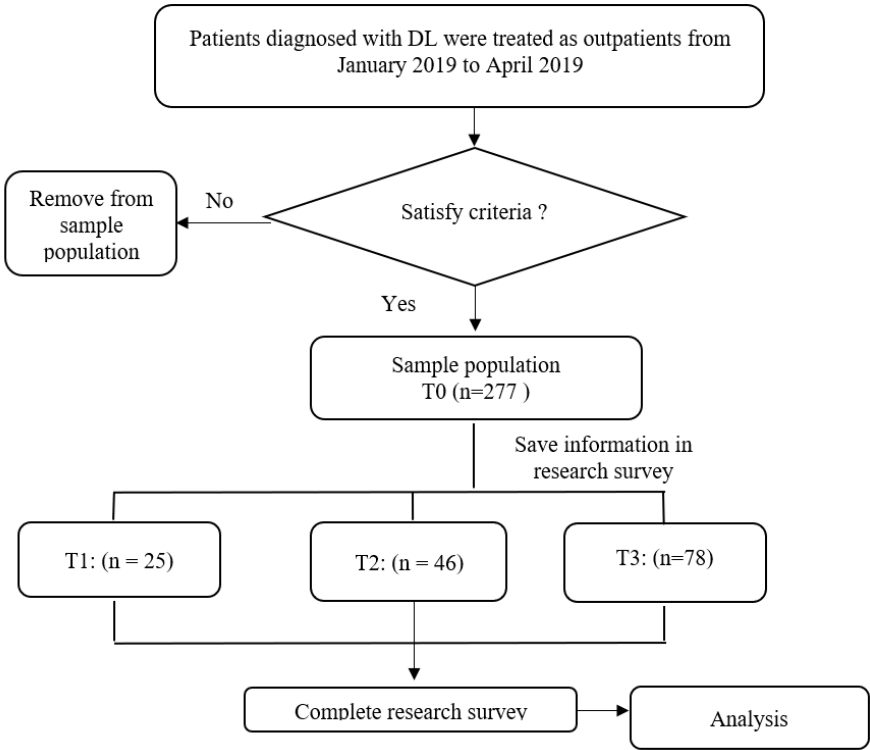 Patients diagnosed with DL were treated as outpatients from
January 2019 to April 2019
Satisfy criteria ?
No
Remove from
sample
population
Yes
Sample population
T0 (n=277 )
Save information in
research survey
T1: (n = 25)
T2: (n = 46)
T3: (n=78)
Complete research survey
Analysis